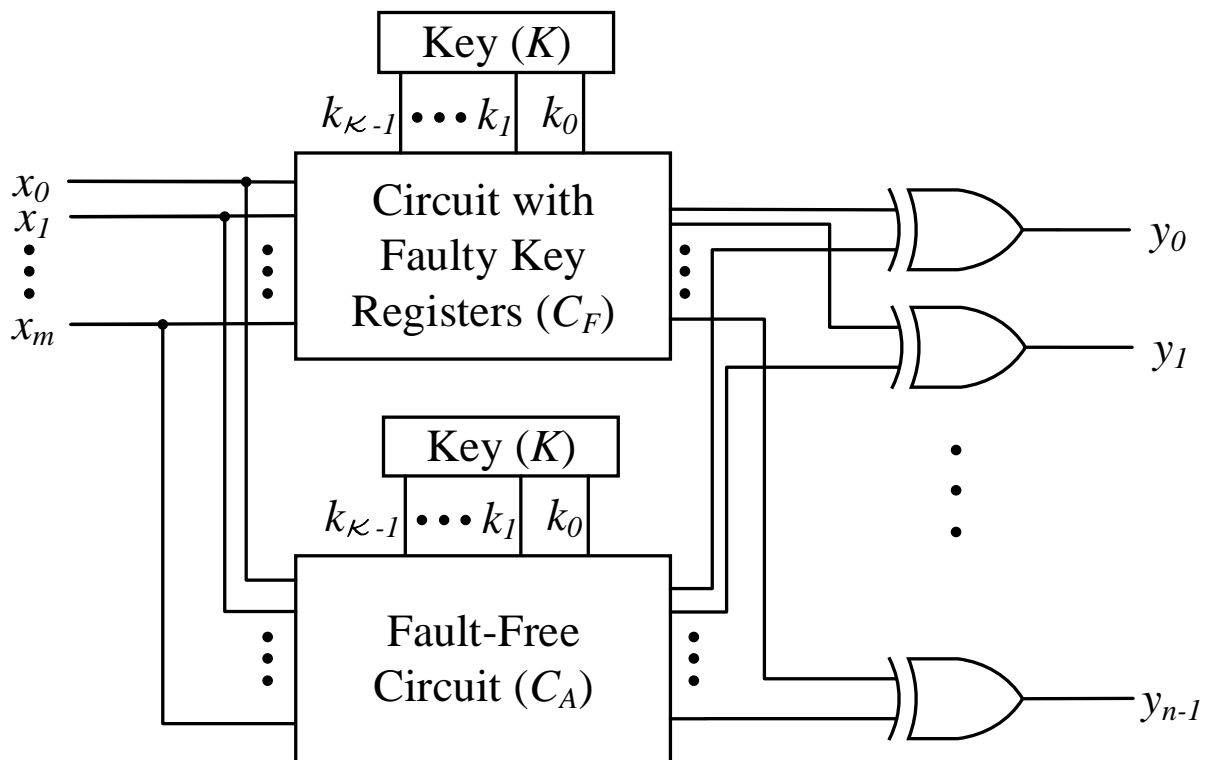 Key (K)
k𝒦-1 ••• k1 k0
x0
x1
xm
Circuit with
Faulty Key
Registers (CF)
y0
y1
Key (K)
k𝒦-1 ••• k1 k0
Fault-Free
Circuit (CA)
yn-1